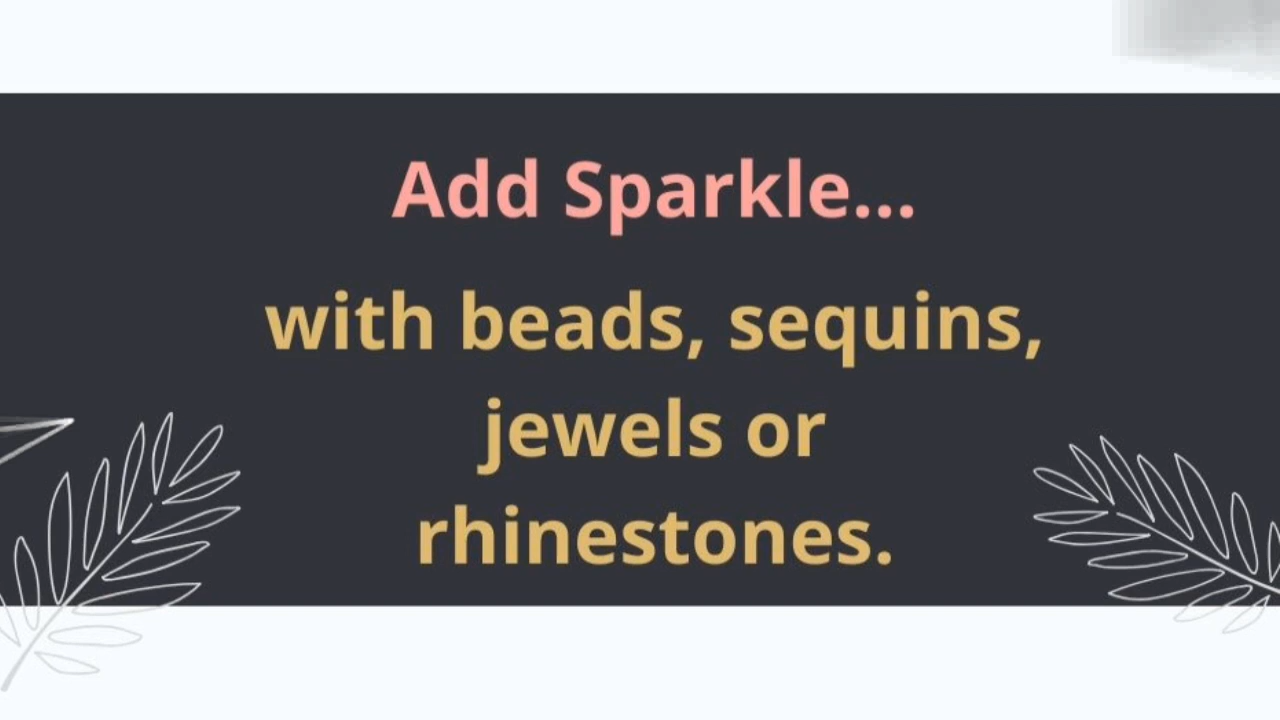 Add Sparkle...
with beads, sequins,
jewels or
rhinestones.